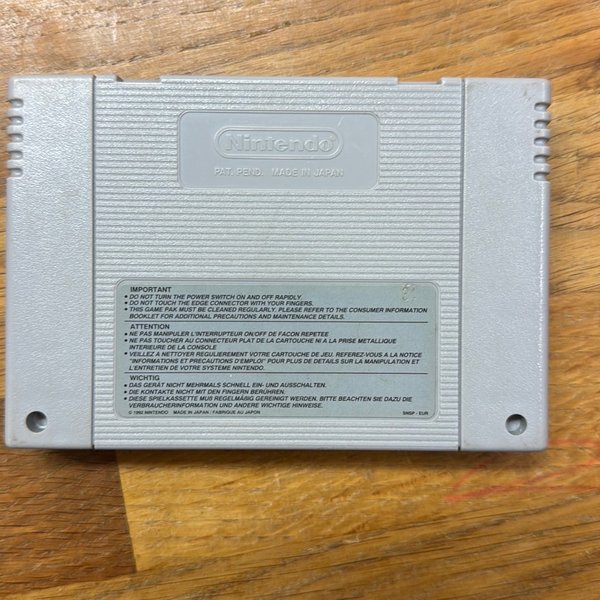 Nintendo
PAT. PEND. MADE IN JAPAN
IMPORTANT
• DO NOT TURN THE POWER SWITCH ON AND OFF RAPIDLY.
• DO NOT TOUCH THE EDGE CONNECTOR WITH YOUR FINGERS.
• THIS GAME PAK MUST BE CLEANED REGULARLY. PLEASE REFER TO THE CONSUMER INFORMATION
BOOKLET FOR ADDITIONAL PRECAUTIONS AND MAINTENANCE DETAILS.
ATTENTION
• NE PAS MANIPULER L'INTERRUPTEUR ON/OFF DE FACON REPETEE
• NE PAS TOUCHER AU CONNECTEUR PLAT DE LA CARTOUCHE NI A LA PRISE METALLIQUE
INTERIEURE DE LA CONSOLE
• VEILLEZ À NETTOYER REGULIEREMENT VOTRE CARTOUCHE DE JEU. REFEREZ-VOUS A LA NOTICE
"INFORMATIONS ET PRECAUTIONS D'EMPLOI" POUR PLUS DE DETAILS SUR LA MANIPULATION ET
L'ENTRETIEN DE VOTRE SYSTEME NINTENDO.
WICHTIG
• DAS GERÄT NICHT MEHRMALS SCHNELL EIN- UND AUSSCHALTEN.
• DIE KONTAKTE NICHT MIT DEN FINGERN BERÜHREN.
• DIESE SPIELKASSETTE MUß REGELMÄßIG GEREINIGT WERDEN. BITTE BEACHTEN SIE DAZU DIE
VERBRAUCHERINFORMATION UND ANDERE WICHTIGE HINWEISE.
© 1992 NINTENDO MADE IN JAPAN / FABRIQUE AU JAPON SNSP - EUR